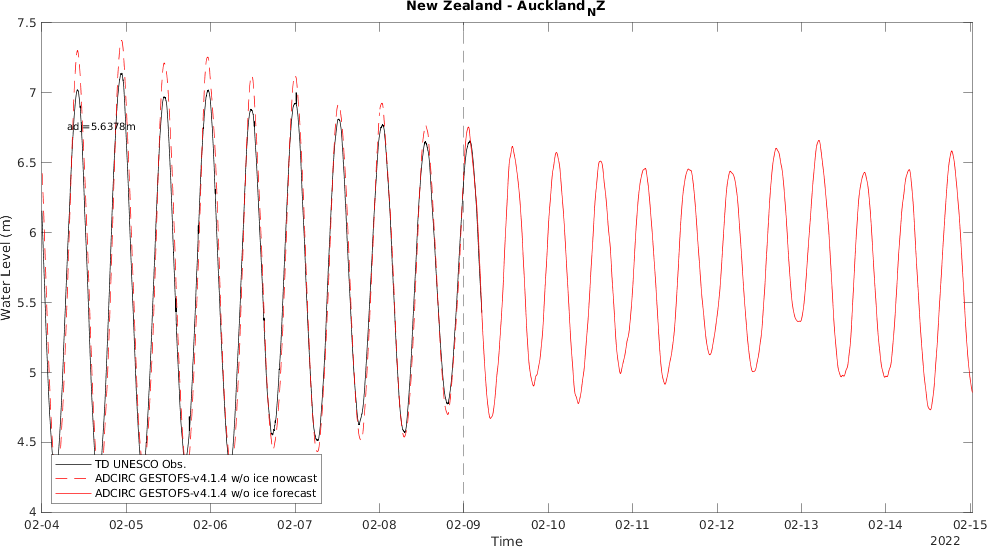 New Zealand - Auckland_NZ
7.5
7
6.5
6
5.5
5
4.5
4
Water Level (m)
adj=5.6378m
TD UNESCO Obs.
ADCIRC GESTOFS-v4.1.4 w/o ice nowcast
ADCIRC GESTOFS-v4.1.4 w/o ice forecast
02-04 02-05 02-06 02-07 02-08 02-09 02-10 02-11 02-12 02-13 02-14 02-15
Time
2022